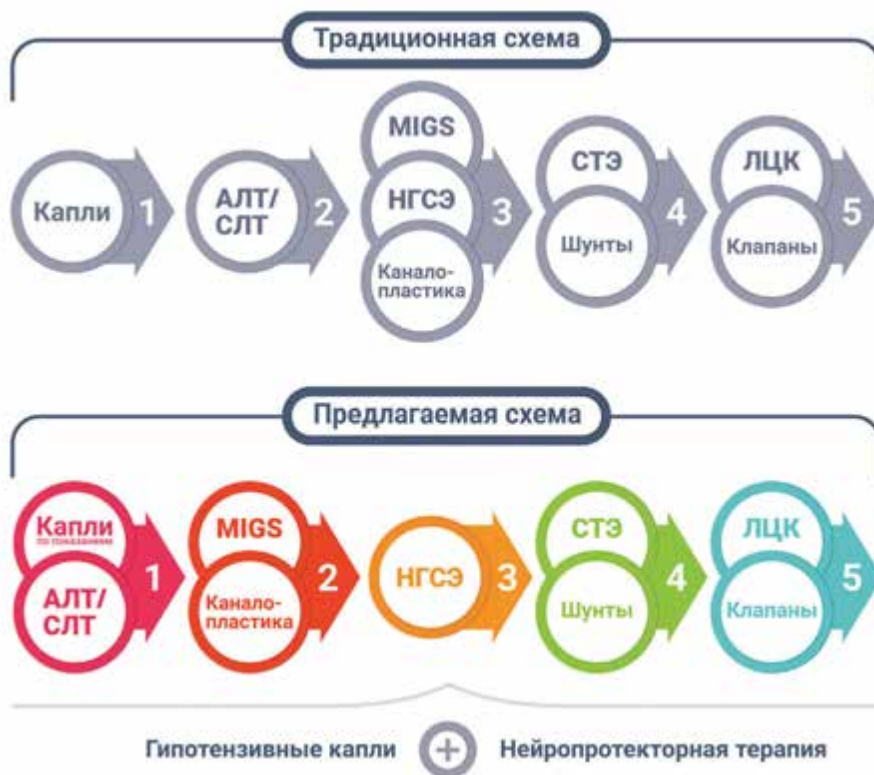 Традиционная схема
Капли
1
АЛТ/
СЛТ
2
MIGS
НГСЭ
Канало-
пластика
3
СТЭ
Шунты
4
ЛЦК
Клапаны
5
Предлагаемая схема
Капли
по показаниям
АЛТ/
СЛТ
1
MIGS
Канало-
пластика
2
НГСЭ
3
СТЭ
Шунты
4
ЛЦК
Клапаны
5
Гипотензивные капли + Нейропротекторная терапия